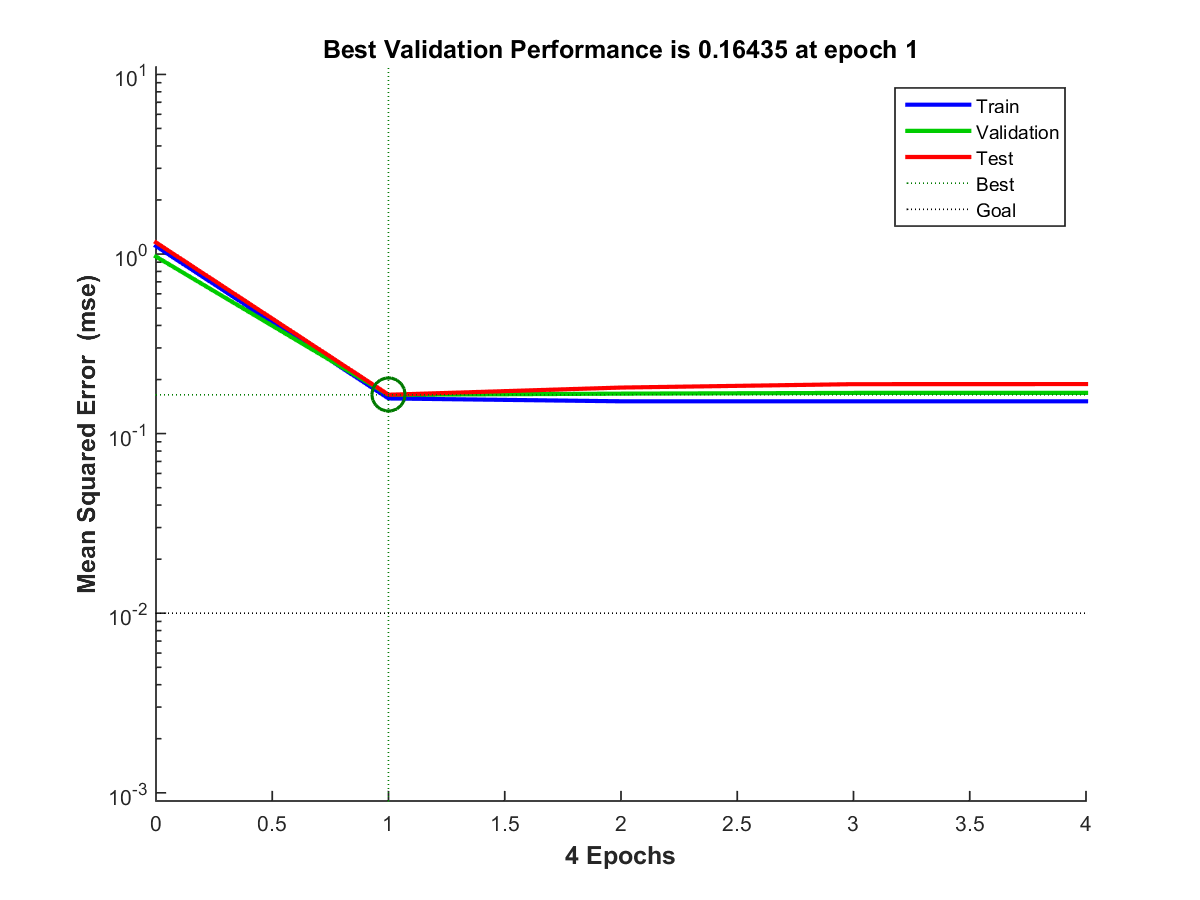 Best Validation Performance is 0.16435 at epoch 1
Mean Squared Error (mse)
10^1
10^0
10^-1
10^-2
10^-3
Train
Validation
Test
Best
Goal
0 0.5 1 1.5 2 2.5 3 3.5 4
4 Epochs